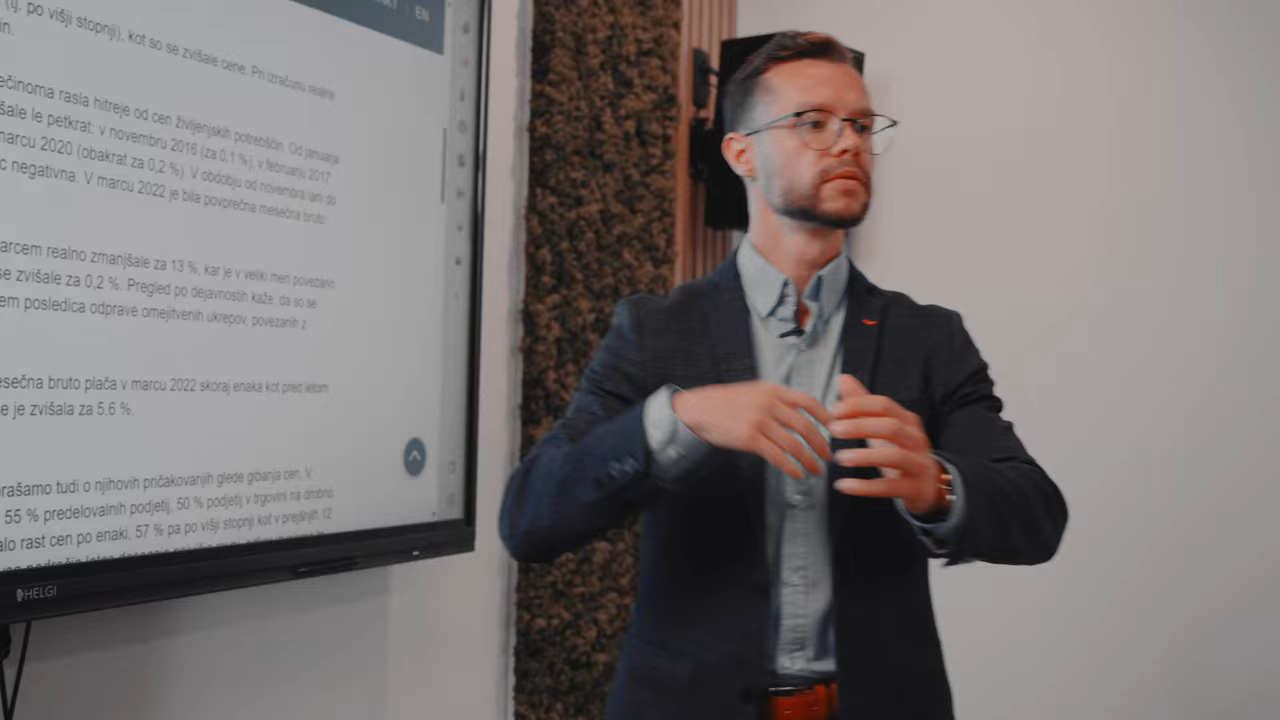 EN
(tj. po višji stopnji), kot so se zvišale cene. Pri izračunu realne
in.
ečinoma rasla hitreje od cen življenjskih potrebščin. Od januarja
šale le petkrat: v novembru 2016 (za 0,1 %), v februarju 2017
marcu 2020 (obakrat za 0,2 %). V obdobju od novembra lani do
c negativna. V marcu 2022 je bila povprečna mesečna bruto
arcem realno zmanjšale za 13 %, kar je v veliki meri povezano
se zvišale za 0,2 %. Pregled po dejavnostih kaže, da so se
em posledica odprave omejitvenih ukrepov, povezanih z
esečna bruto plača v marcu 2022 skoraj enaka kot pred letom
e je zvišala za 5,6 %.
rašamo tudi o njihovih pričakovanjih glede gibanja cen. V
55 % predelovalnih podjetij, 50 % podjetij v trgovini na drobno
alo rast cen po enaki, 57 % pa po višji stopnji kot v prejšnjih 12
HELGI